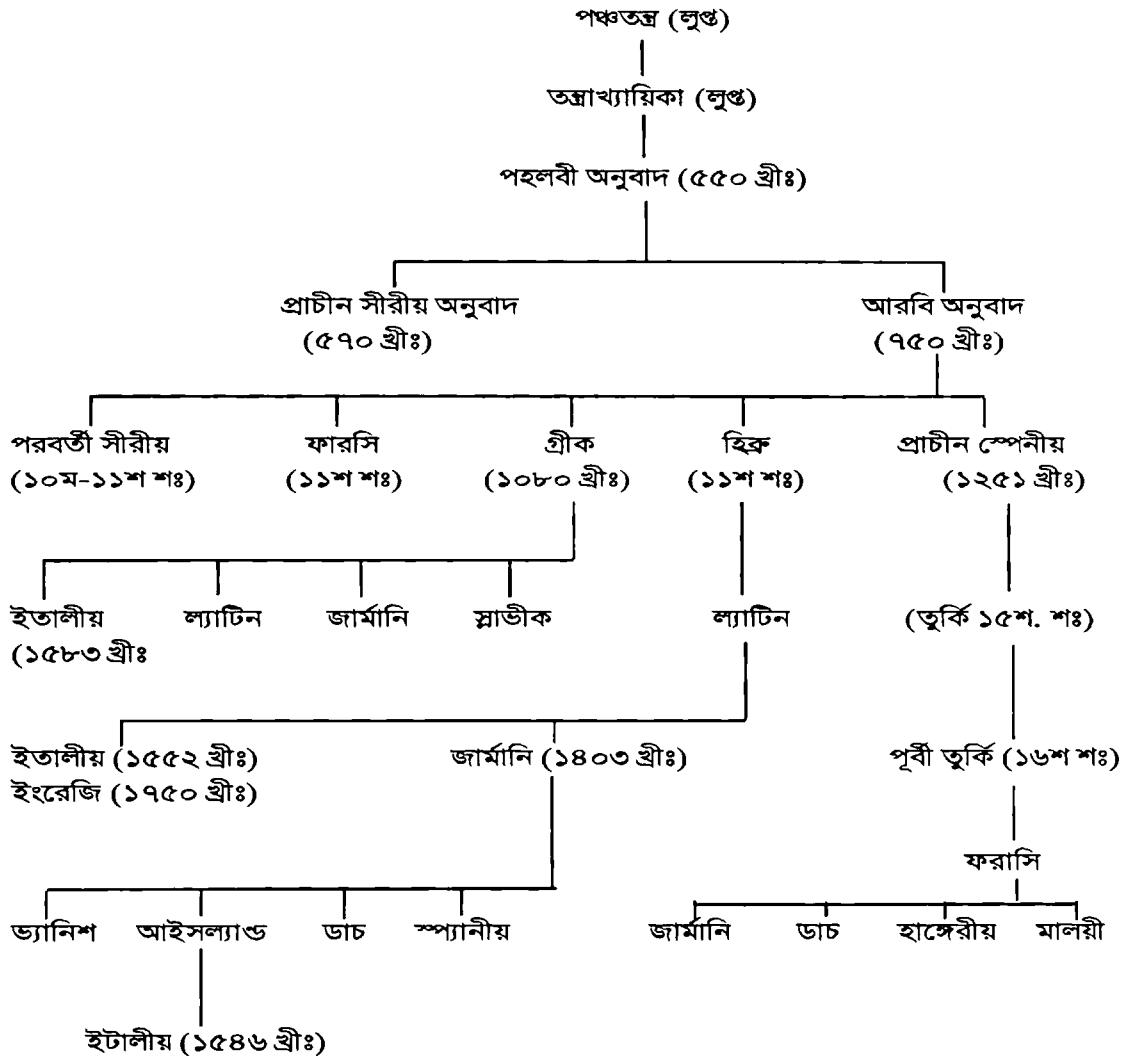 পঞ্চতন্ত্র (লুপ্ত)
তন্ত্রাখ্যায়িকা (লুপ্ত)
পহলবী অনুবাদ (৫৫০ খ্রীঃ)
প্রাচীন সীরীয় অনুবাদ আরবি অনুবাদ
(৫৭০ খ্রীঃ) (৭৫০ খ্রীঃ)
পরবর্তী সীরীয় ফারসি গ্রীক হিব্রু প্রাচীন স্পেনীয়
(১০ম-১১শ শঃ) (১১শ শঃ) (১০৮০ খ্রীঃ) (১১শ শঃ) (১২৫১ খ্রীঃ)
ইতালীয় ল্যাটিন জার্মানি স্লাভীক ল্যাটিন (তুর্কি ১৫শ. শঃ)
(১৫৮৩ খ্রীঃ
ইতালীয় (১৫৫২ খ্রীঃ) জার্মানি (১৪০৩ খ্রীঃ) পূর্বী তুর্কি (১৬শ শঃ)
ইংরেজি (১৭৫০ খ্রীঃ)
ফরাসি
ভ্যানিশ আইসল্যান্ড ডাচ স্প্যানীয় জার্মানি ডাচ হাঙ্গেরীয় মালয়ী
ইটালীয় (১৫৪৬ খ্রীঃ)